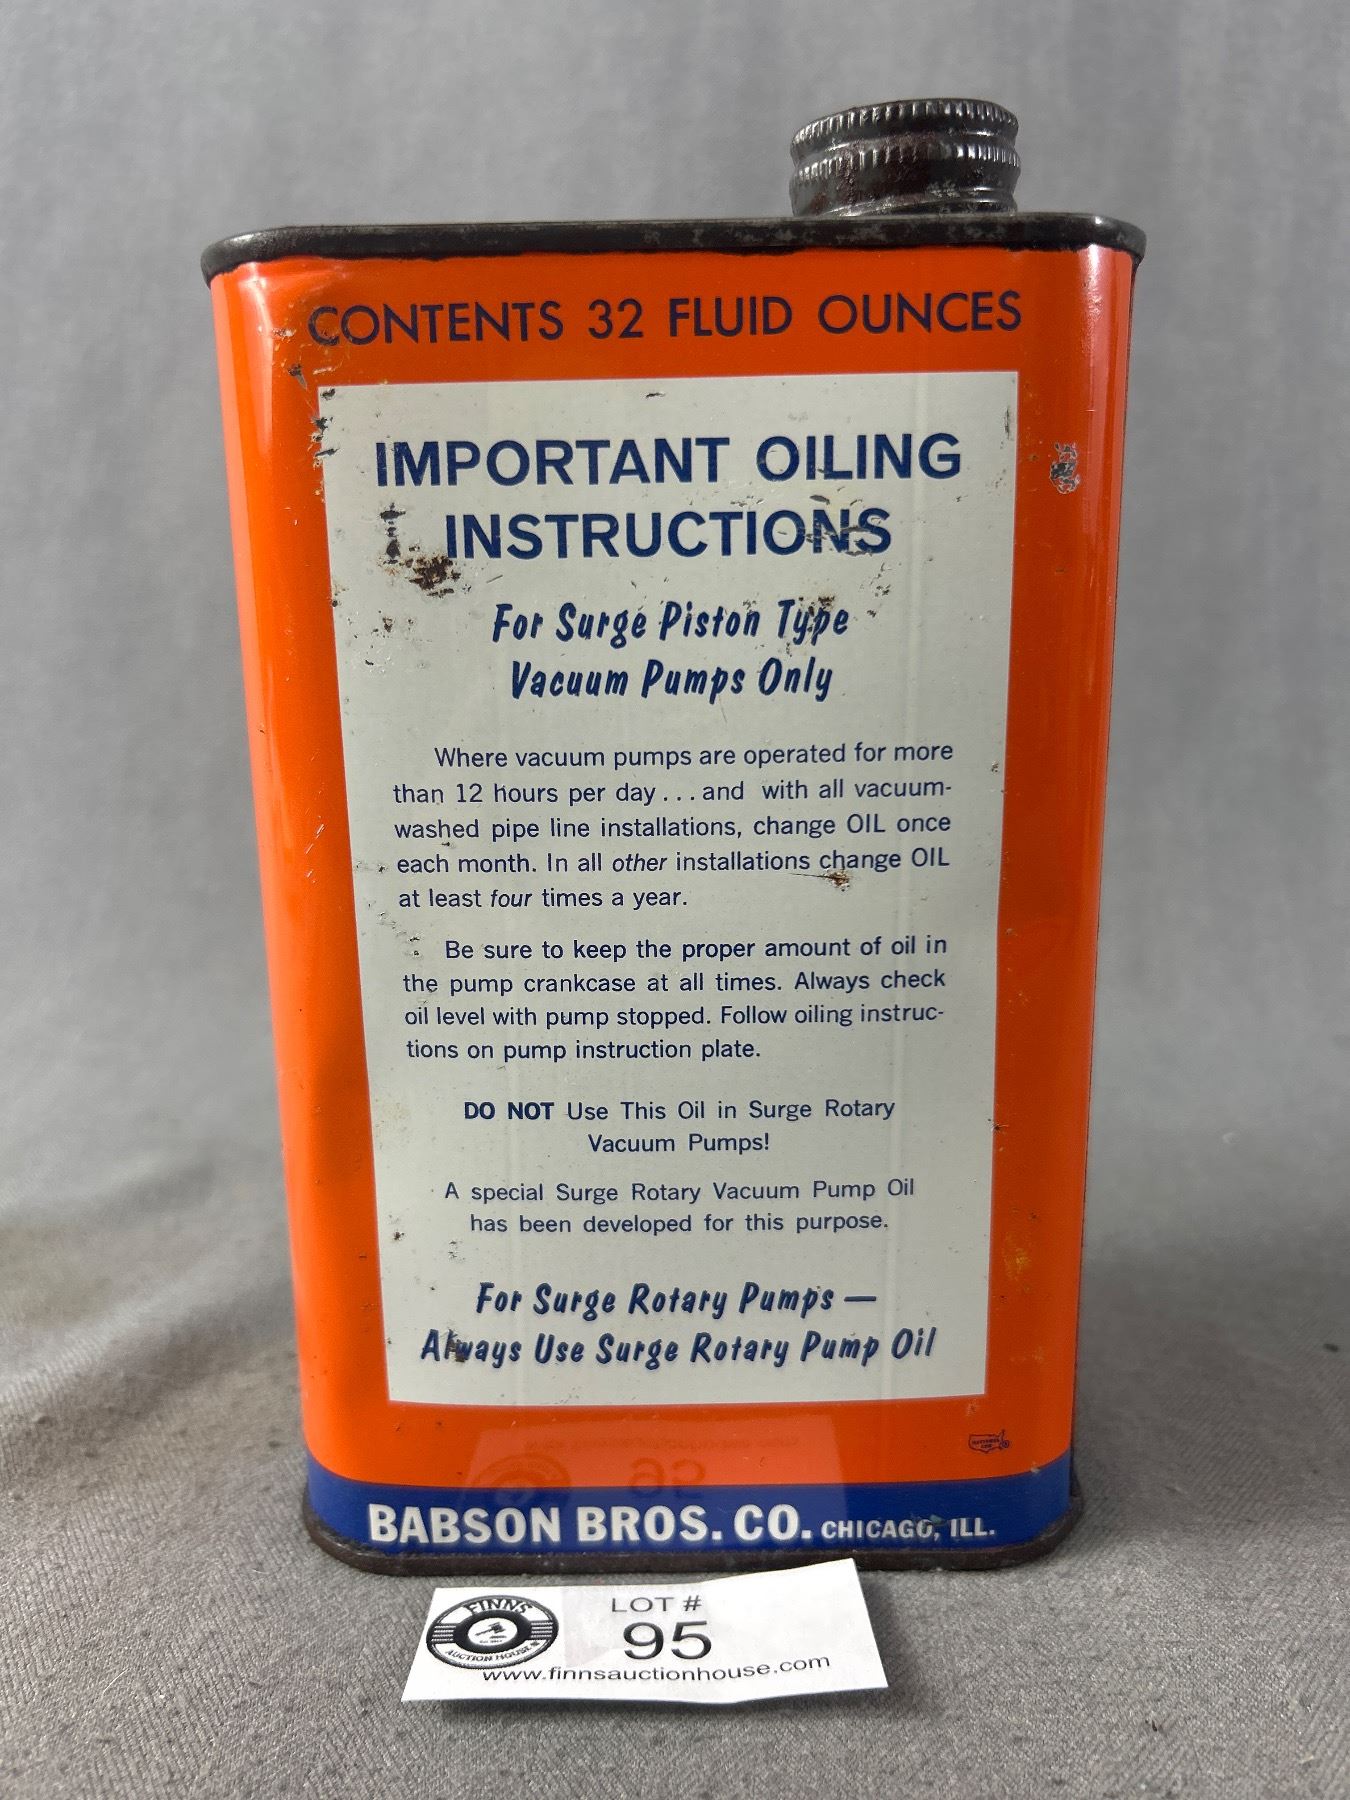 CONTENTS 32 FLUID OUNCES
IMPORTANT OILING
INSTRUCTIONS
For Surge Piston Type
Vacuum Pumps Only
Where vacuum pumps are operated for more
than 12 hours per day...and with all vacuum-
washed pipe line installations, change OIL once
each month. In all other installations change OIL
at least four times a year.
Be sure to keep the proper amount of oil in
the pump crankcase at all times. Always check
oil level with pump stopped. Follow oiling instruc-
tions on pump instruction plate.
DO NOT Use This Oil in Surge Rotary
Vacuum Pumps!
A special Surge Rotary Vacuum Pump Oil
has been developed for this purpose.
For Surge Rotary Pumps —
Always Use Surge Rotary Pump Oil
BABSON BROS. CO. CHICAGO, ILL.
FINNS
AUCTION HOUSE
LOT #
95
www.finnsauctionhouse.com